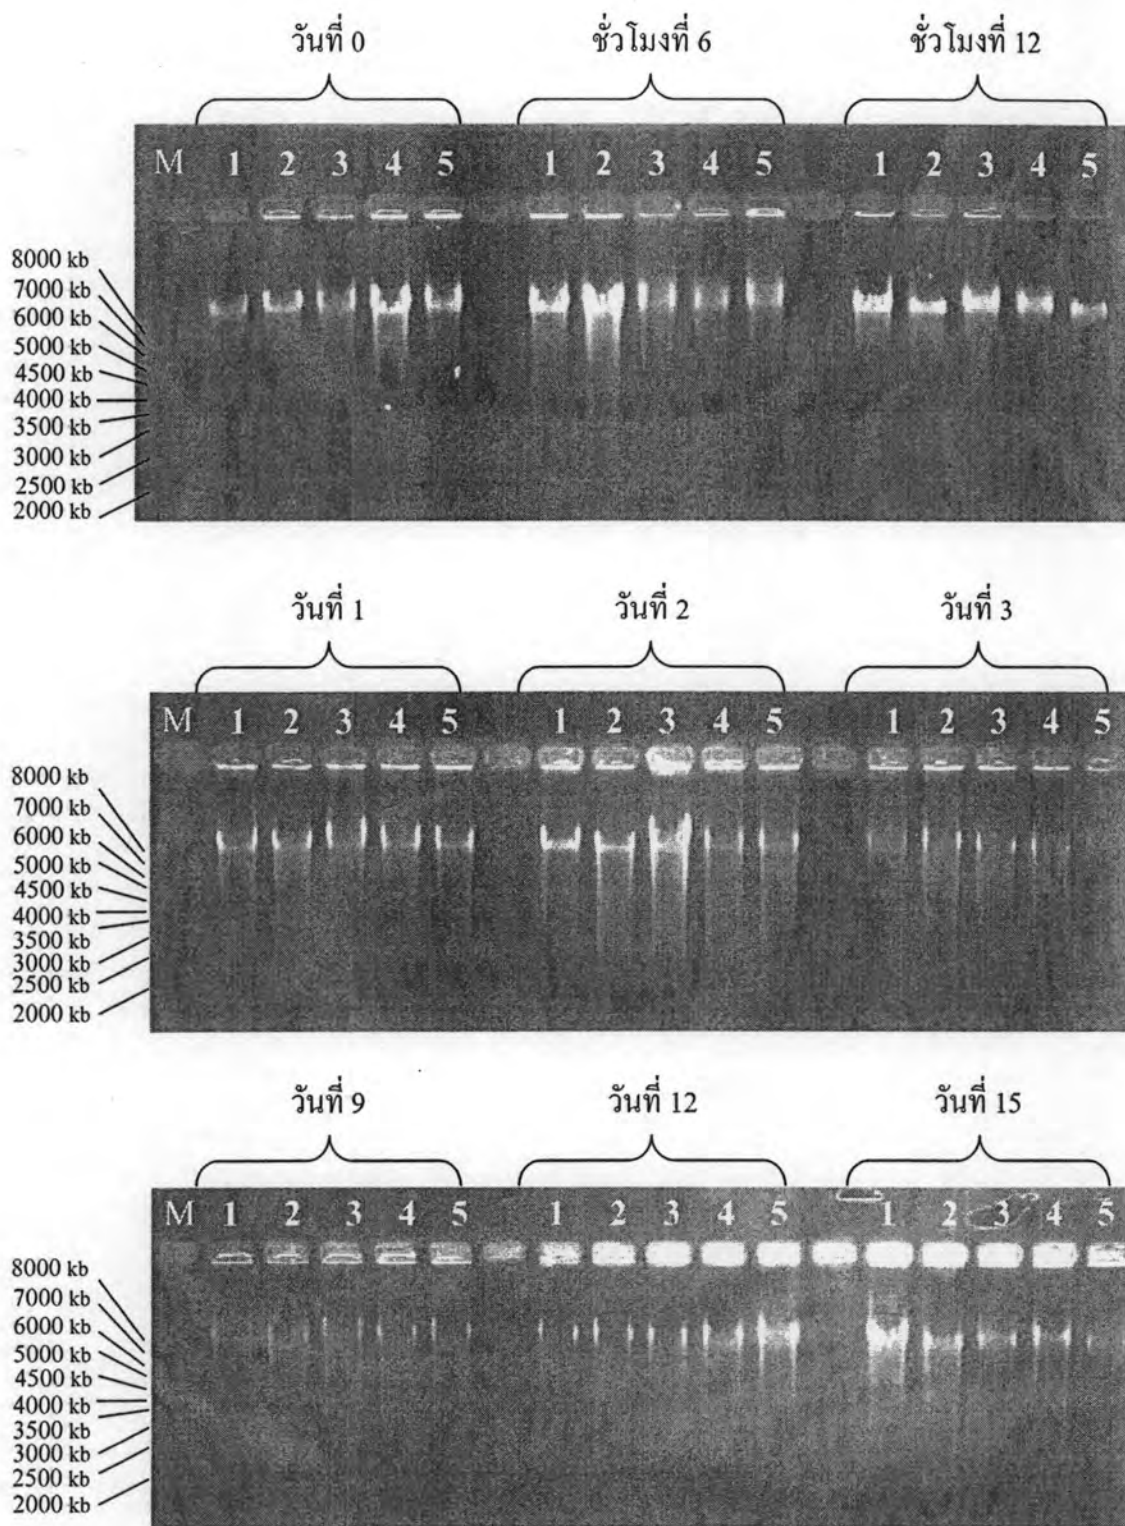 วันที่ 0 ชั่วโมงที่ 6 ชั่วโมงที่ 12
M 1 2 3 4 5 1 2 3 4 5 1 2 3 4 5
8000 kb
7000 kb
6000 kb
5000 kb
4500 kb
4000 kb
3500 kb
3000 kb
2500 kb
2000 kb
วันที่ 1 วันที่ 2 วันที่ 3
M 1 2 3 4 5 1 2 3 4 5 1 2 3 4 5
8000 kb
7000 kb
6000 kb
5000 kb
4500 kb
4000 kb
3500 kb
3000 kb
2500 kb
2000 kb
วันที่ 9 วันที่ 12 วันที่ 15
M 1 2 3 4 5 1 2 3 4 5 1 2 3 4 5
8000 kb
7000 kb
6000 kb
5000 kb
4500 kb
4000 kb
3500 kb
3000 kb
2500 kb
2000 kb